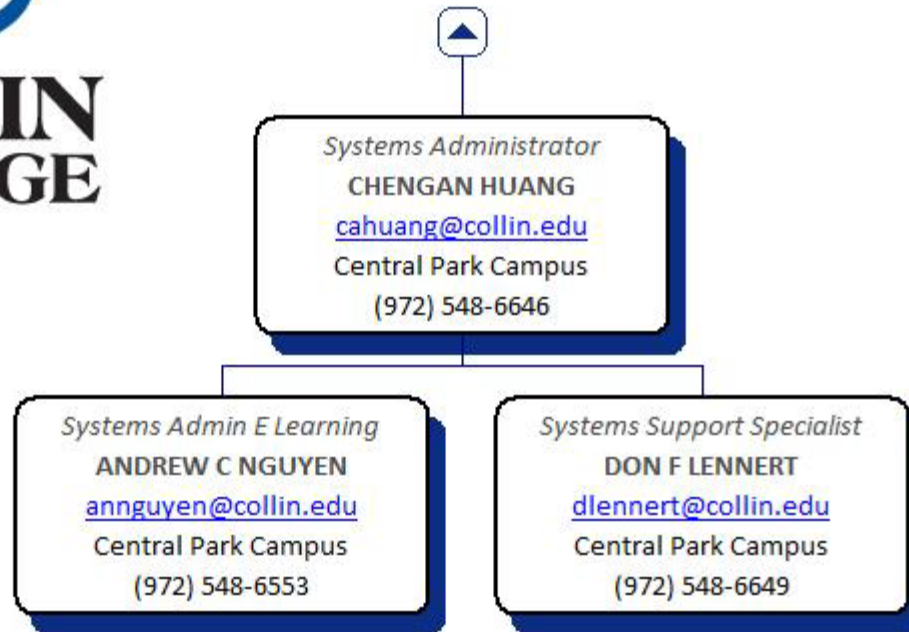 IN
GE
Systems Administrator
CHENGAN HUANG
cahuang@collin.edu
Central Park Campus
(972) 548-6646
Systems Admin E Learning
ANDREW C NGUYEN
annguyen@collin.edu
Central Park Campus
(972) 548-6553
Systems Support Specialist
DON F LENNERT
dlennert@collin.edu
Central Park Campus
(972) 548-6649